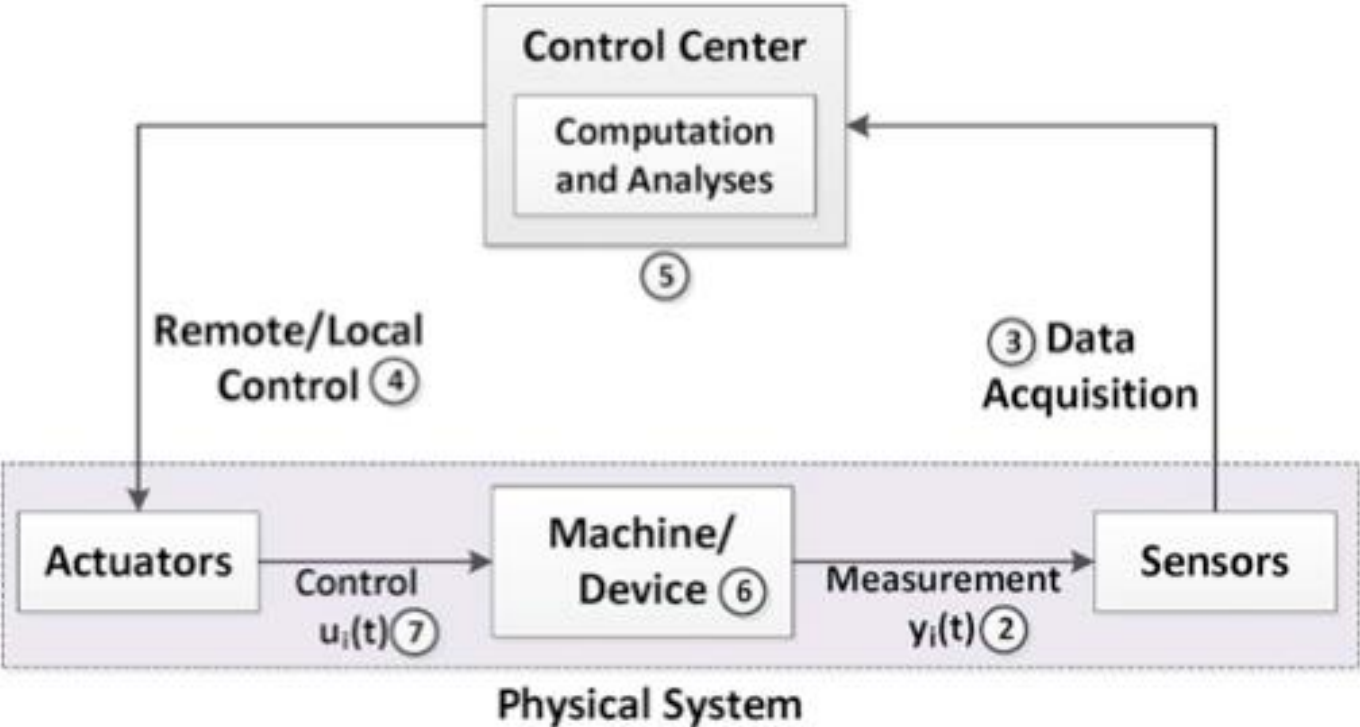 Control Center
Computation
and Analyses
⑤
Remote/Local
Control ④
③ Data
Acquisition
Actuators
Control
uᵢ(t)⑦
Machine/
Device ⑥
Measurement
yᵢ(t)②
Sensors
Physical System